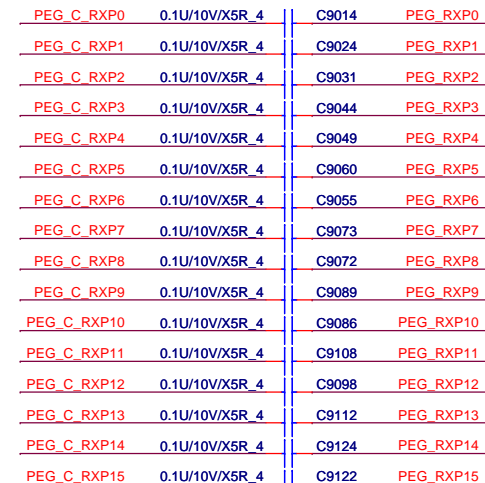 PEG_C_RXP0 0.1U/10V/X5R_4 C9014 PEG_RXP0
PEG_C_RXP1 0.1U/10V/X5R_4 C9024 PEG_RXP1
PEG_C_RXP2 0.1U/10V/X5R_4 C9031 PEG_RXP2
PEG_C_RXP3 0.1U/10V/X5R_4 C9044 PEG_RXP3
PEG_C_RXP4 0.1U/10V/X5R_4 C9049 PEG_RXP4
PEG_C_RXP5 0.1U/10V/X5R_4 C9060 PEG_RXP5
PEG_C_RXP6 0.1U/10V/X5R_4 C9055 PEG_RXP6
PEG_C_RXP7 0.1U/10V/X5R_4 C9073 PEG_RXP7
PEG_C_RXP8 0.1U/10V/X5R_4 C9072 PEG_RXP8
PEG_C_RXP9 0.1U/10V/X5R_4 C9089 PEG_RXP9
PEG_C_RXP10 0.1U/10V/X5R_4 C9086 PEG_RXP10
PEG_C_RXP11 0.1U/10V/X5R_4 C9108 PEG_RXP11
PEG_C_RXP12 0.1U/10V/X5R_4 C9098 PEG_RXP12
PEG_C_RXP13 0.1U/10V/X5R_4 C9112 PEG_RXP13
PEG_C_RXP14 0.1U/10V/X5R_4 C9124 PEG_RXP14
PEG_C_RXP15 0.1U/10V/X5R_4 C9122 PEG_RXP15